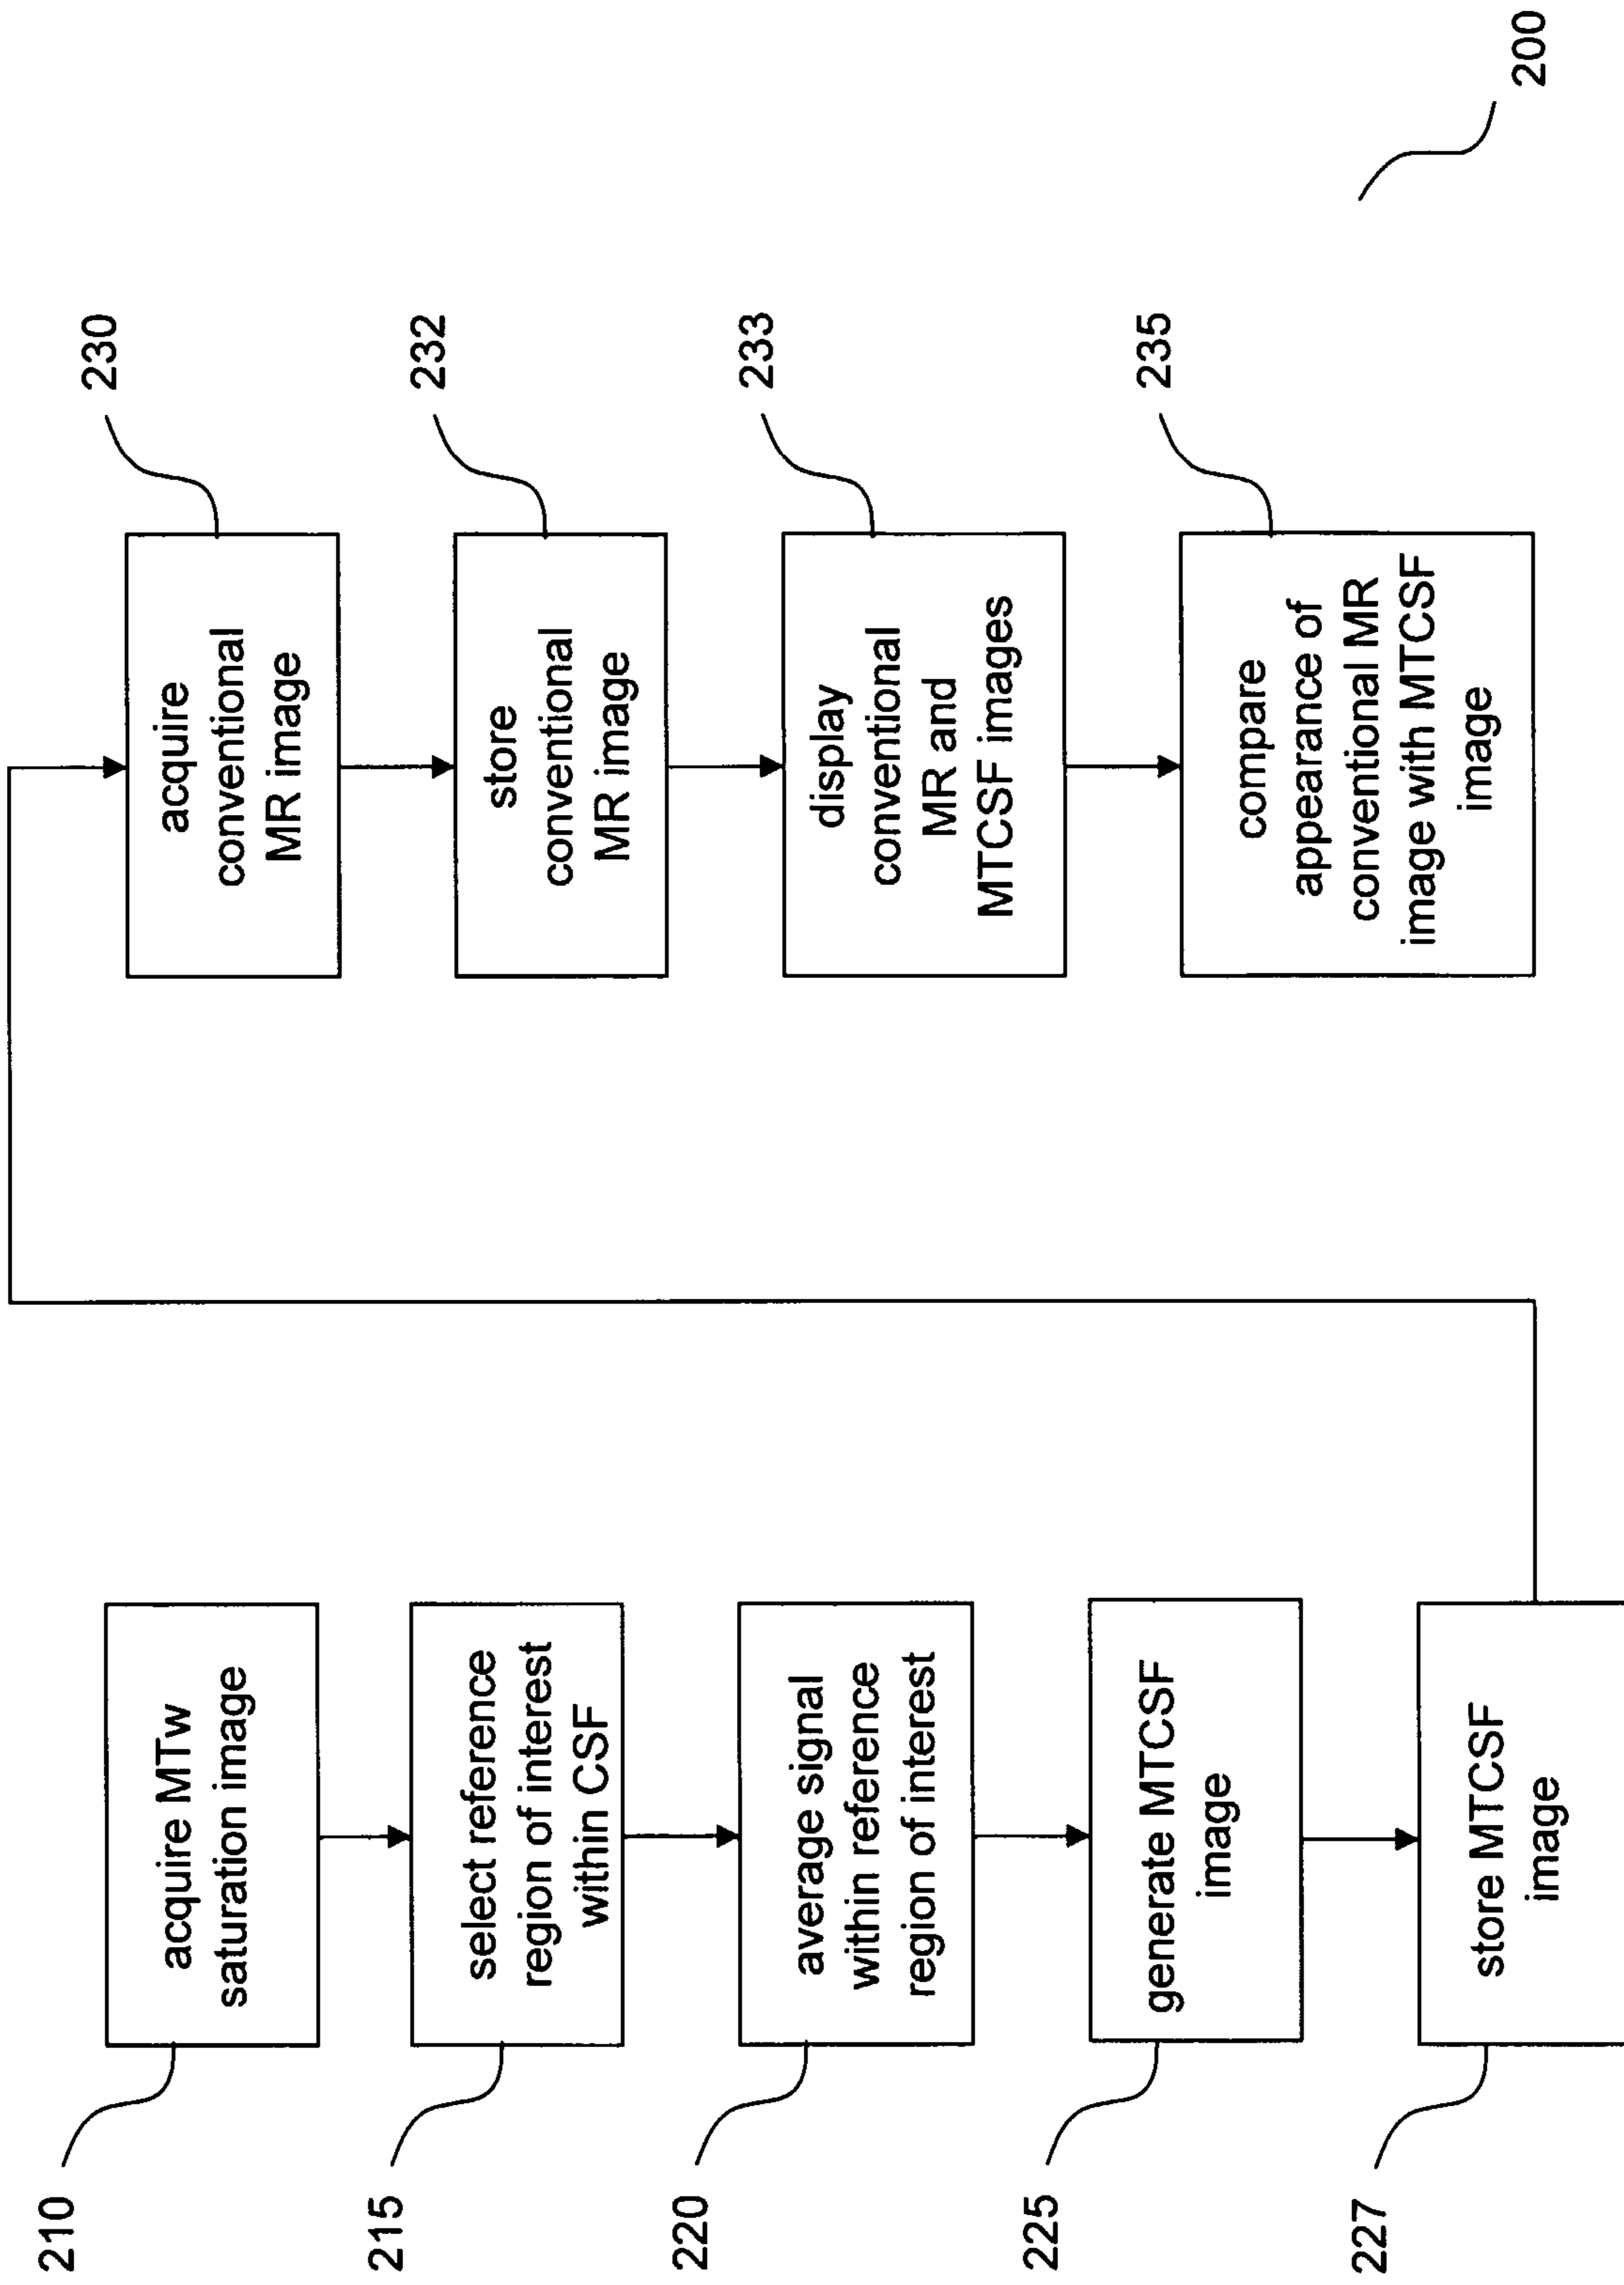 210
acquire MTw
saturation image
215
select reference
region of interest
within CSF
220
average signal
within reference
region of interest
225
generate MTCSF
image
227
store MTCSF
image
230
acquire
conventional
MR image
232
store
conventional
MR image
233
display
conventional
MR and
MTCSF images
235
compare
appearance of
conventional MR
image with MTCSF
image
200